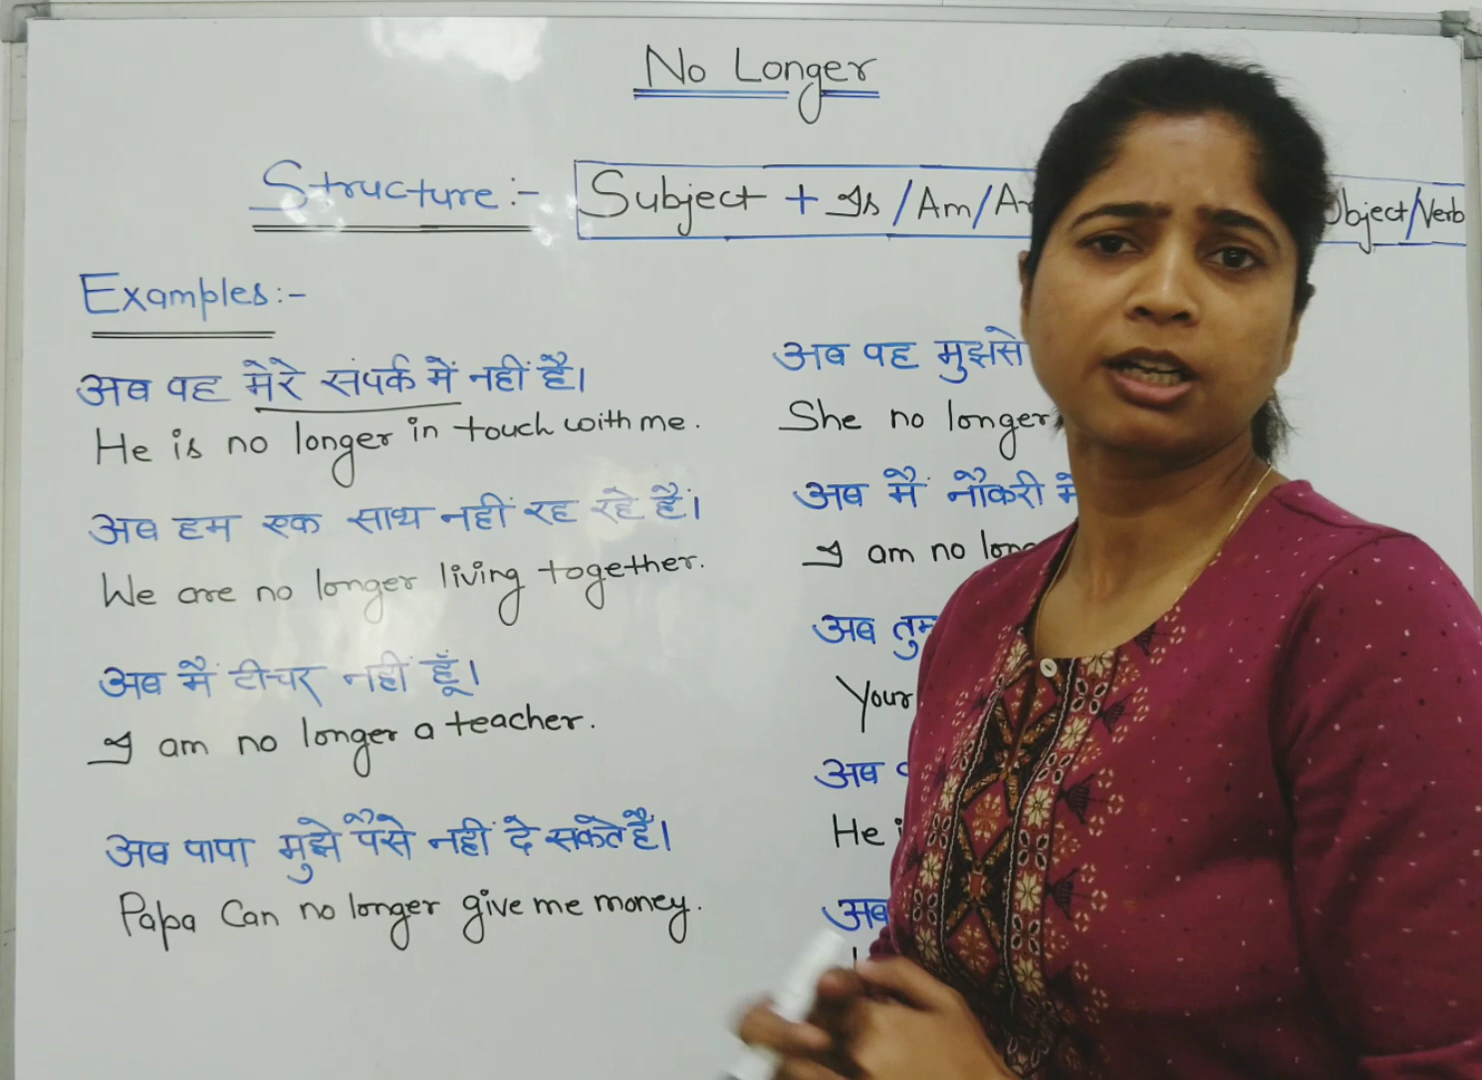 No Longer
Structure:- Subject + Is/Am/ Object/Verb
Examples:-
अब वह मेरे संपर्क में नहीं है।
He is no longer in touch with me.
अब हम एक साथ नहीं रह रहे हैं।
We are no longer living together.
अब मैं टीचर नहीं हूँ।
I am no longer a teacher.
अब पापा मुझे पैसे नहीं दे सकते हैं।
Papa Can no longer give me money.
अब वह मुझसे
She no longer
अब मैं नौकरी
I am no
अब
Your
अब
He
अब